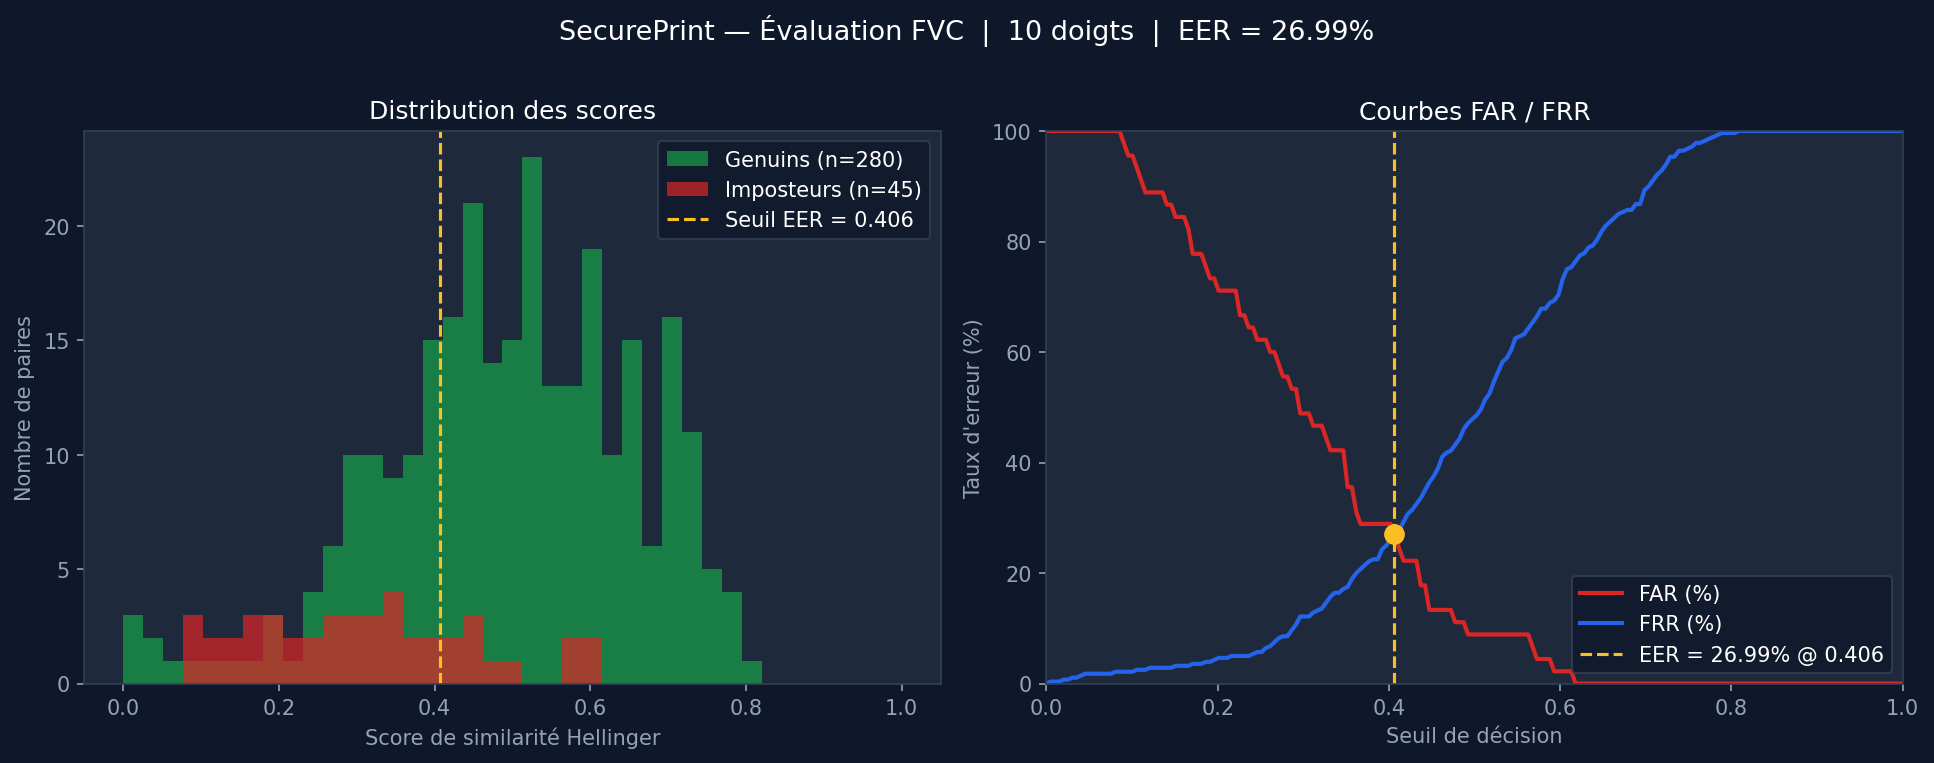 SecurePrint — Évaluation FVC | 10 doigts | EER = 26.99%
Distribution des scores
Genuins (n=280)
Imposteurs (n=45)
Seuil EER = 0.406
20
15
10
5
0
Nombre de paires
0.0 0.2 0.4 0.6 0.8 1.0
Score de similarité Hellinger
Courbes FAR / FRR
100
80
60
40
20
0
Taux d'erreur (%)
FAR (%)
FRR (%)
EER = 26.99% @ 0.406
0.0 0.2 0.4 0.6 0.8 1.0
Seuil de décision